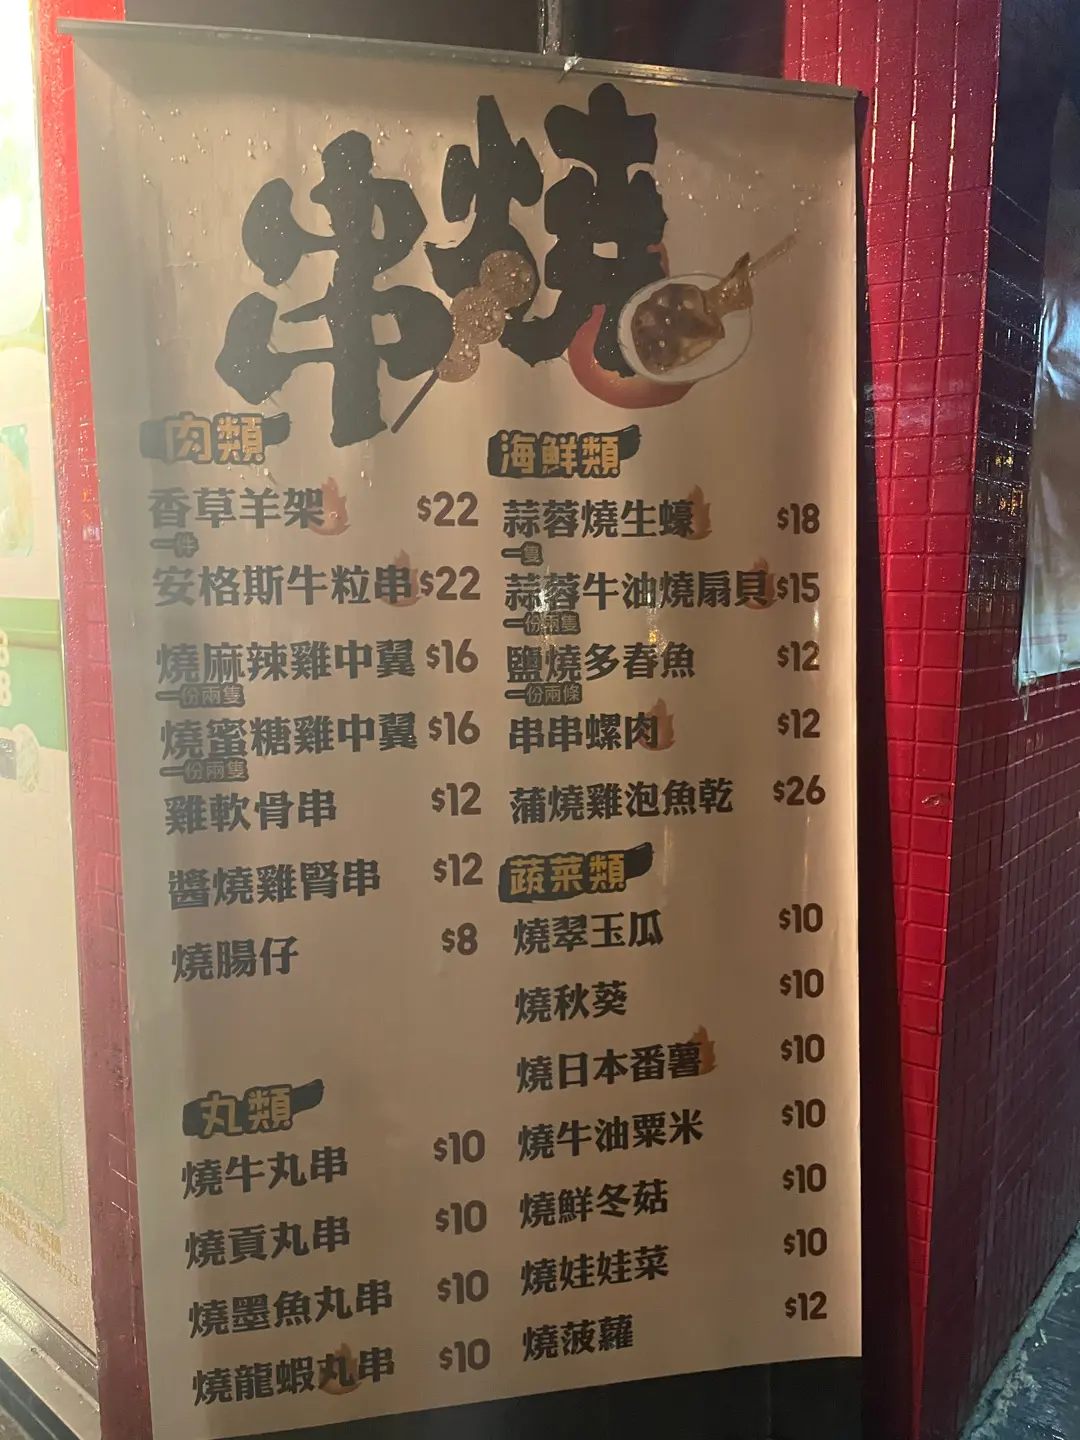 串燒
肉類
香草羊架 $22
一件
安格斯牛粒串 $22
燒麻辣雞中翼 $16
一份兩隻
燒蜜糖雞中翼 $16
一份兩隻
雞軟骨串 $12
醬燒雞腎串 $12
燒腸仔 $8
丸類
燒牛丸串 $10
燒貢丸串 $10
燒墨魚丸串 $10
燒龍蝦丸串 $10
海鮮類
蒜蓉燒生蠔 $18
一隻
蒜蓉牛油燒扇貝 $15
一份兩隻
鹽燒多春魚 $12
一份兩條
串串螺肉 $12
蒲燒雞泡魚乾 $26
蔬菜類
燒翠玉瓜 $10
燒秋葵 $10
燒日本番薯 $10
燒牛油粟米 $10
燒鮮冬菇 $10
燒娃娃菜 $10
燒菠蘿 $12